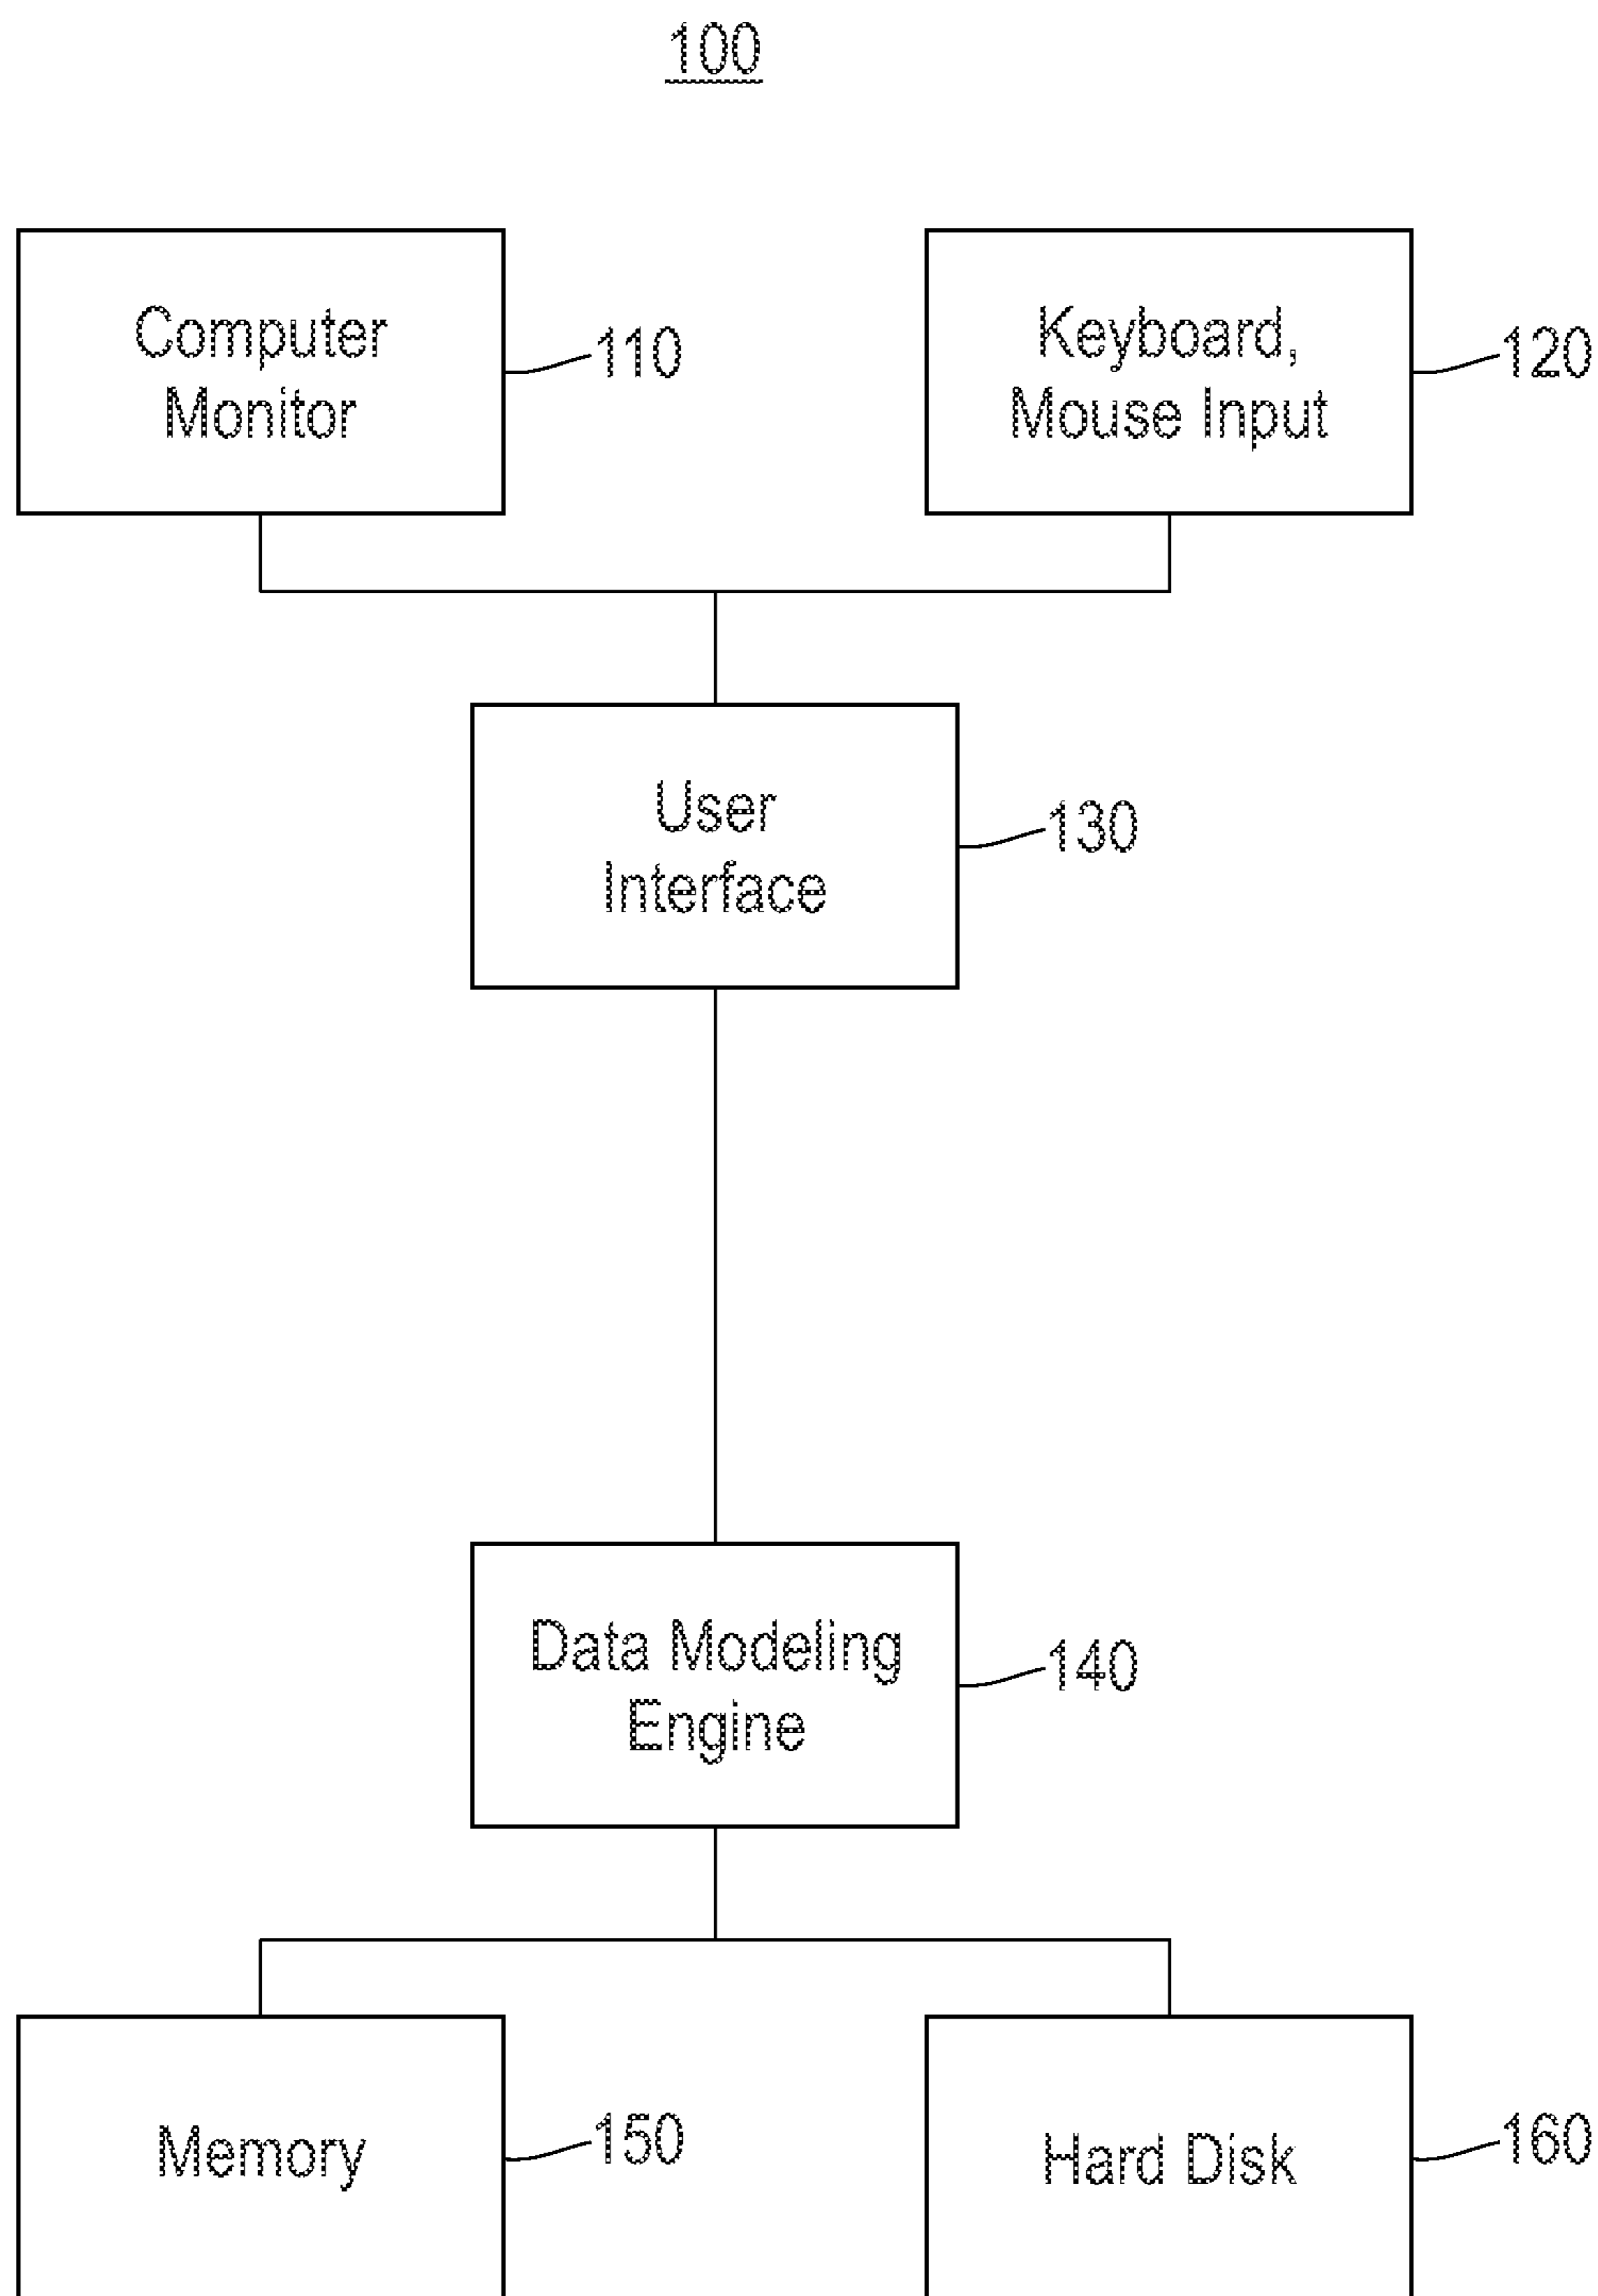 100
Computer
Monitor
110
Keyboard,
Mouse Input
120
User
Interface
130
Data Modeling
Engine
140
Memory
150
Hard Disk
160